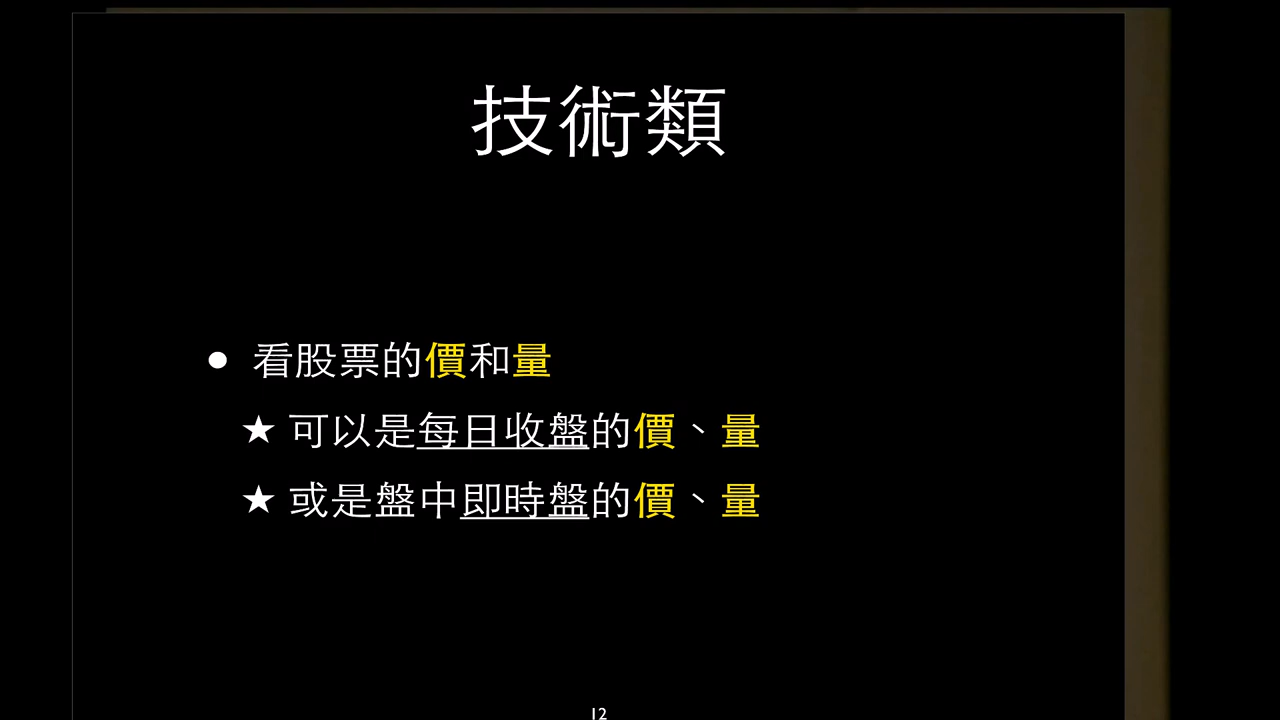 技術類
● 看股票的價和量
★ 可以是每日收盤的價、量
★ 或是盤中即時盤的價、量
12